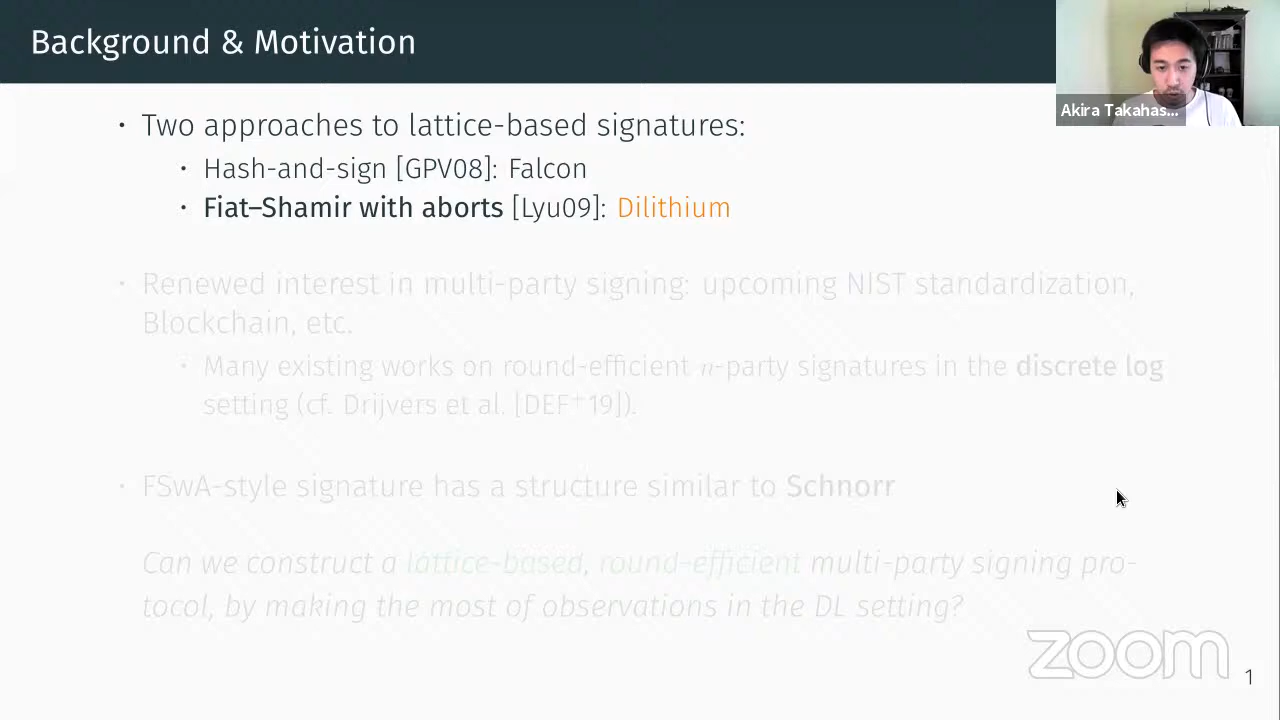 Background & Motivation
Akira Takahas...
• Two approaches to lattice-based signatures:
• Hash-and-sign [GPV08]: Falcon
• Fiat–Shamir with aborts [Lyu09]: Dilithium
• Renewed interest in multi-party signing: upcoming NIST standardization,
Blockchain, etc.
• Many existing works on round-efficient n-party signatures in the discrete log
setting (cf. Drijvers et al. [DEF+19]).
• FSwA-style signature has a structure similar to Schnorr
Can we construct a lattice-based, round-efficient multi-party signing pro-
tocol, by making the most of observations in the DL setting?
zoom
1